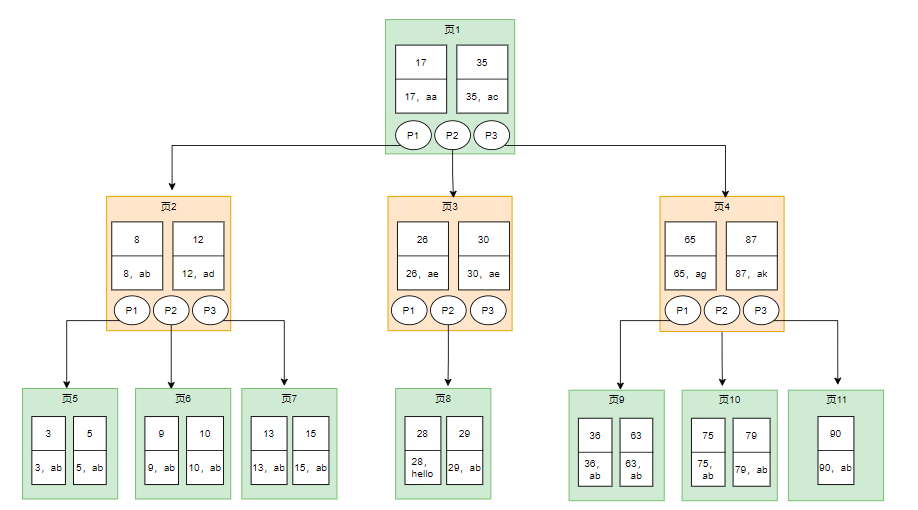 页1
17 35
17, aa 35, ac
P1 P2 P3
页2 页3 页4
8 12 26 30 65 87
8, ab 12, ad 26, ae 30, ae 65, ag 87, ak
P1 P2 P3 P1 P2 P3 P1 P2 P3
页5 页6 页7 页8 页9 页10 页11
3 5 9 10 13 15 28 29 36 63 75 79 90
3, ab 5, ab 9, ab 10, ab 13, ab 15, ab 28, hello 29, ab 36, ab 63, ab 75, ab 79, ab 90, ab